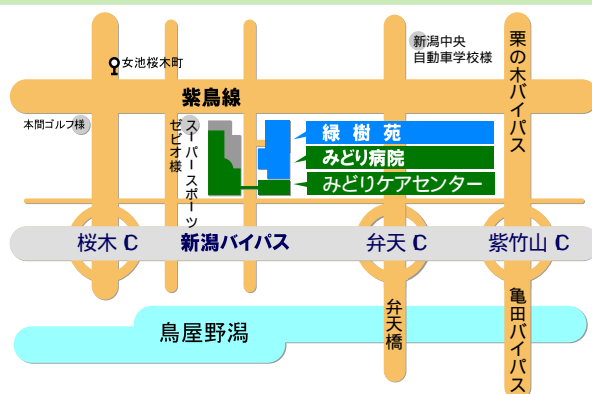 女池桜木町
新潟中央
自動車学校様
栗の木バイパス
紫鳥線
本間ゴルフ様
スーパースポーツ
ゼビオ様
緑樹苑
みどり病院
みどりケアセンター
桜木 C
新潟バイパス
弁天 C
紫竹山 C
鳥屋野潟
弁天橋
亀田バイパス